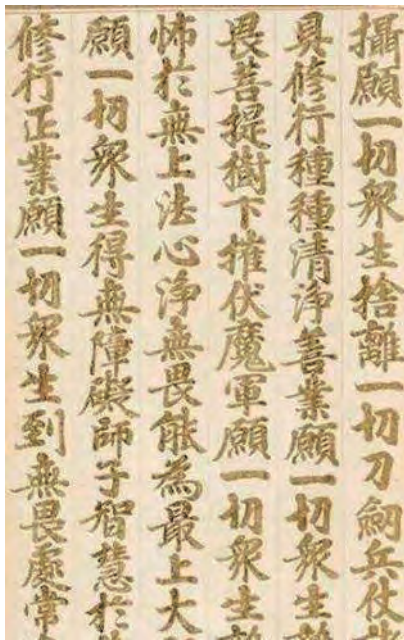 攝願一切衆生捨離一切刀劒兵仗
具修行種種清淨善業願一切衆生
畏菩提樹下摧伏魔軍願一切衆生
怖於無上法心淨無畏能為最上大
願一切衆生得無障礙師子智慧於
修行正業願一切衆生到無畏處常